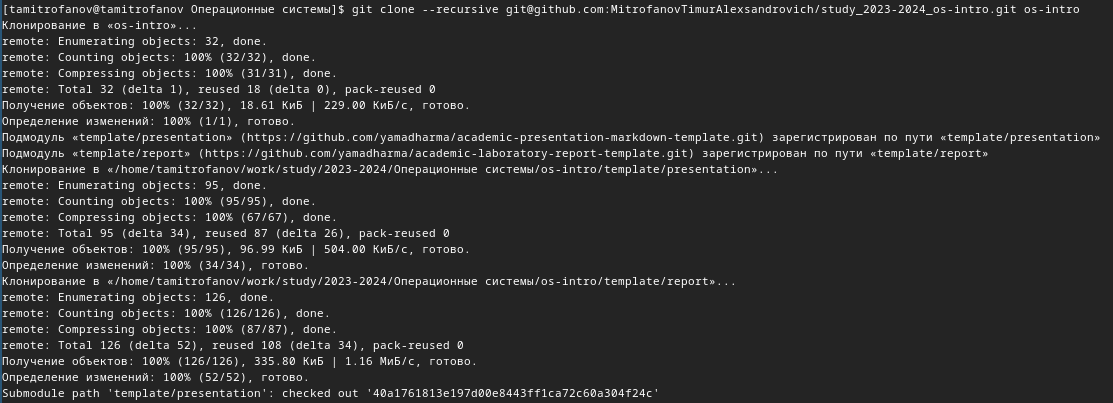 [tamitrofanov@tamitrofanov Операционные системы]$ git clone --recursive git@github.com:MitrofanovTimurAlexsandrovich/study_2023-2024_os-intro.git os-intro
Клонирование в «os-intro»...
remote: Enumerating objects: 32, done.
remote: Counting objects: 100% (32/32), done.
remote: Compressing objects: 100% (31/31), done.
remote: Total 32 (delta 1), reused 18 (delta 0), pack-reused 0
Получение объектов: 100% (32/32), 18.61 КиБ | 229.00 КиБ/с, готово.
Определение изменений: 100% (1/1), готово.
Подмодуль «template/presentation» (https://github.com/yamadharma/academic-presentation-markdown-template.git) зарегистрирован по пути «template/presentation»
Подмодуль «template/report» (https://github.com/yamadharma/academic-laboratory-report-template.git) зарегистрирован по пути «template/report»
Клонирование в «/home/tamitrofanov/work/study/2023-2024/Операционные системы/os-intro/template/presentation»...
remote: Enumerating objects: 95, done.
remote: Counting objects: 100% (95/95), done.
remote: Compressing objects: 100% (67/67), done.
remote: Total 95 (delta 34), reused 87 (delta 26), pack-reused 0
Получение объектов: 100% (95/95), 96.99 КиБ | 504.00 КиБ/с, готово.
Определение изменений: 100% (34/34), готово.
Клонирование в «/home/tamitrofanov/work/study/2023-2024/Операционные системы/os-intro/template/report»...
remote: Enumerating objects: 126, done.
remote: Counting objects: 100% (126/126), done.
remote: Compressing objects: 100% (87/87), done.
remote: Total 126 (delta 52), reused 108 (delta 34), pack-reused 0
Получение объектов: 100% (126/126), 335.80 КиБ | 1.16 МиБ/с, готово.
Определение изменений: 100% (52/52), готово.
Submodule path 'template/presentation': checked out '40a1761813e197d00e8443ff1ca72c60a304f24c'